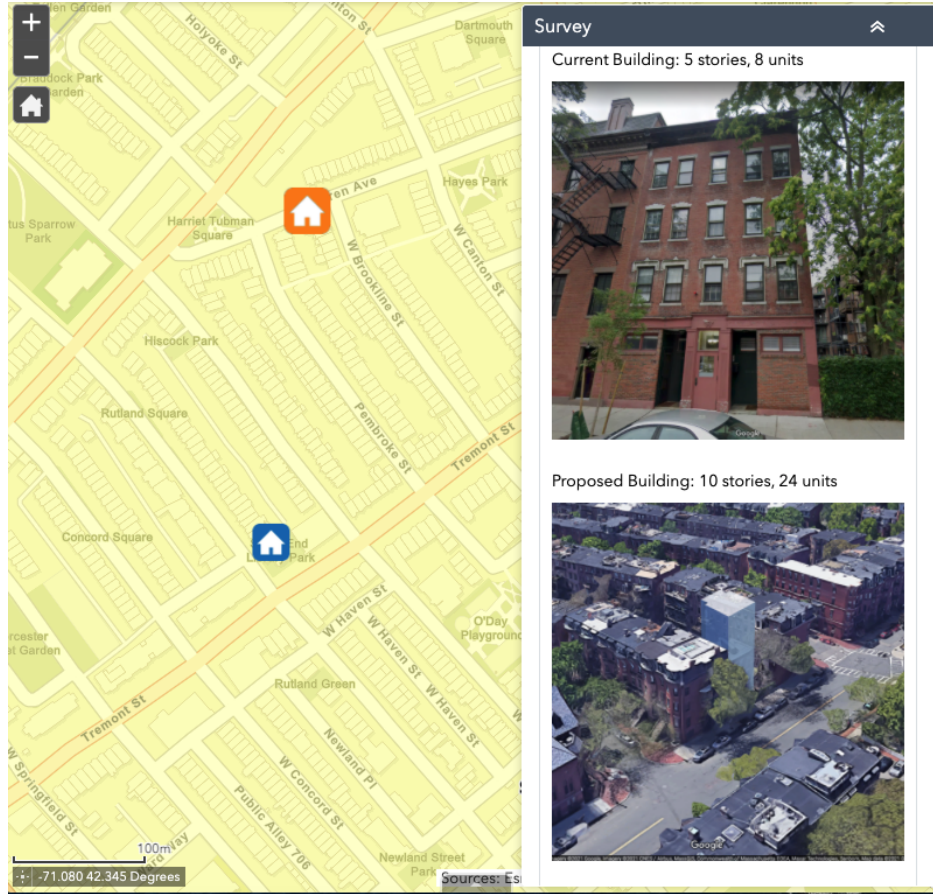 +
Holyoke St
Dartmouth
Square
Survey
−
Current Building: 5 stories, 8 units
Harriet Tubman
Square
Hayes Park
Park
W Brookline St
W Canton St
Hiscock Park
Rutland Square
Pembroke St
Tremont St
Google
Proposed Building: 10 stories, 24 units
Concord Square
W Haven St
O'Day
Playground
W Haven St
W Haven St
Rutland Green
Tremont St
Newland Pl
W Concord St
W Springfield St
Public Alley 706
Google
100m
Newland Street
Park
-71.080 42.345 Degrees
Sources: Es